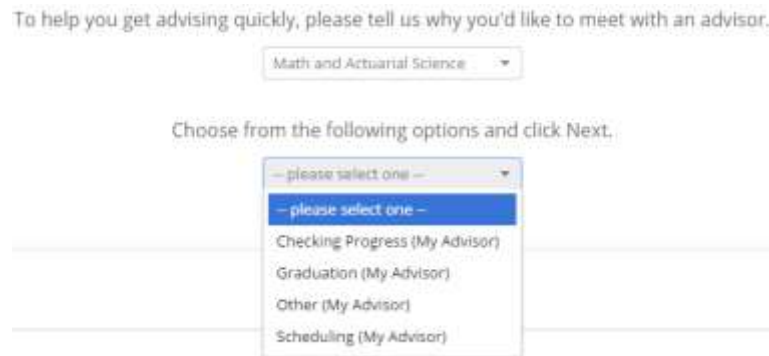 To help you get advising quickly, please tell us why you'd like to meet with an advisor.
Math and Actuarial Science
Choose from the following options and click Next.
-- please select one --
-- please select one --
Checking Progress (My Advisor)
Graduation (My Advisor)
Other (My Advisor)
Scheduling (My Advisor)